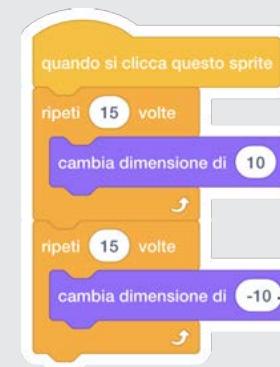 quando si clicca questo sprite
ripeti 15 volte
cambia dimensione di 10
ripeti 15 volte
cambia dimensione di -10